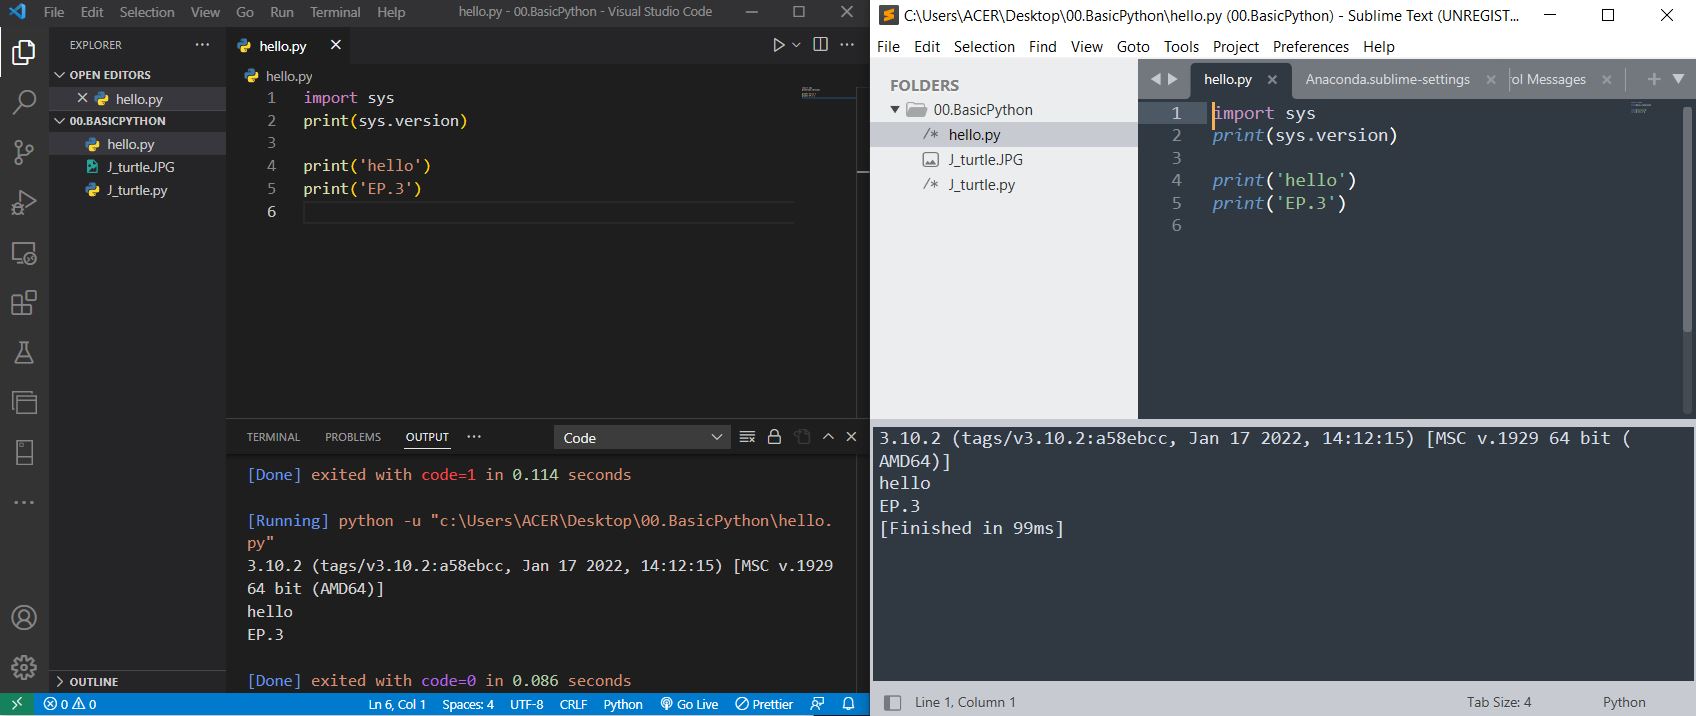 File Edit Selection View Go Run Terminal Help hello.py - 00.BasicPython - Visual Studio Code
EXPLORER
OPEN EDITORS
hello.py
00.BASICPYTHON
hello.py
J_turtle.JPG
J_turtle.py
OUTLINE
hello.py
hello.py
1 import sys
2 print(sys.version)
3
4 print('hello')
5 print('EP.3')
6
TERMINAL PROBLEMS OUTPUT Code
[Done] exited with code=1 in 0.114 seconds
[Running] python -u "c:\Users\ACER\Desktop\00.BasicPython\hello.
py"
3.10.2 (tags/v3.10.2:a58ebcc, Jan 17 2022, 14:12:15) [MSC v.1929
64 bit (AMD64)]
hello
EP.3
[Done] exited with code=0 in 0.086 seconds
0 0 Ln 6, Col 1 Spaces: 4 UTF-8 CRLF Python Go Live Prettier
C:\Users\ACER\Desktop\00.BasicPython\hello.py (00.BasicPython) - Sublime Text (UNREGIST...
File Edit Selection Find View Goto Tools Project Preferences Help
FOLDERS
00.BasicPython
/* hello.py
J_turtle.JPG
/* J_turtle.py
hello.py Anaconda.sublime-settings rol Messages
1 import sys
2 print(sys.version)
3
4 print('hello')
5 print('EP.3')
6
3.10.2 (tags/v3.10.2:a58ebcc, Jan 17 2022, 14:12:15) [MSC v.1929 64 bit (
AMD64)]
hello
EP.3
[Finished in 99ms]
Line 1, Column 1 Tab Size: 4 Python